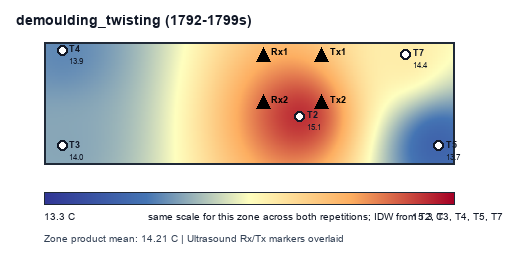 demoulding_twisting (1792-1799s)
T4
13.9
Rx1
Tx1
T7
14.4
Rx2
Tx2
T2
15.1
T3
14.0
T5
13.7
13.3 C
same scale for this zone across both repetitions; IDW from T2, T3, T4, T5, T7
Zone product mean: 14.21 C | Ultrasound Rx/Tx markers overlaid